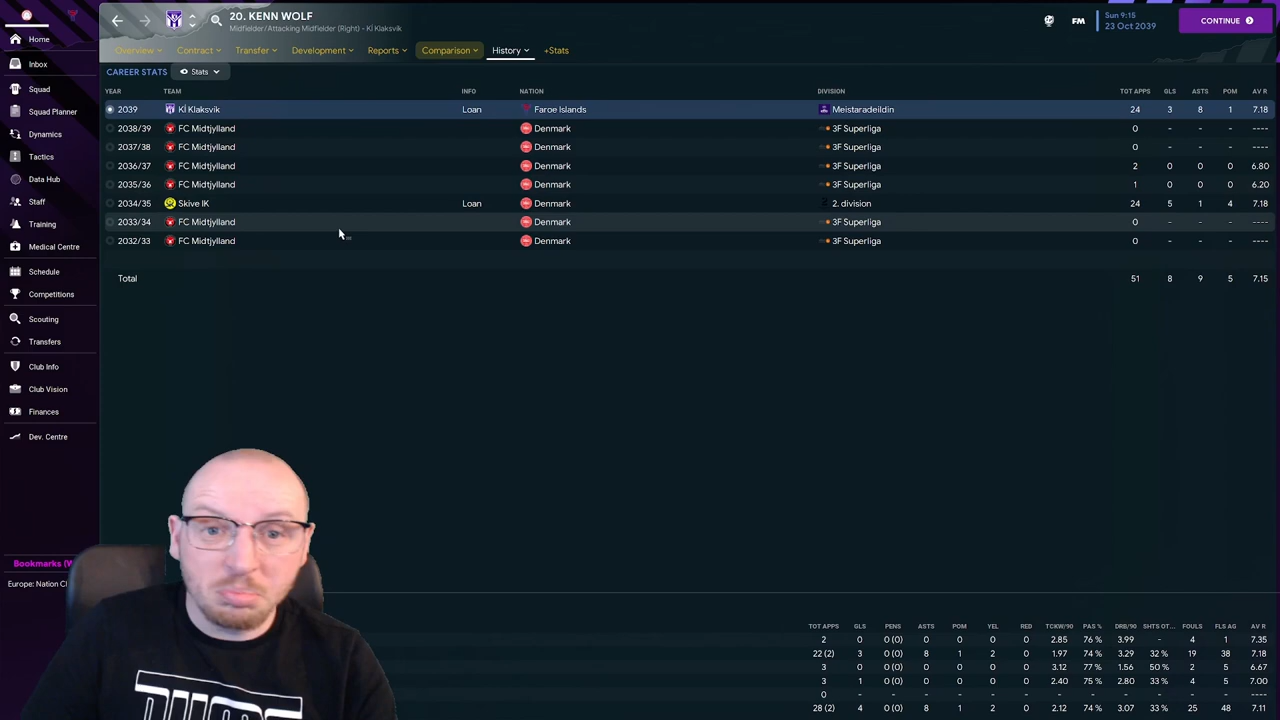 20. KENN WOLF
Midfielder/Attacking Midfielder (Right) - KÍ Klaksvík
FM
Sun 9:15
23 Oct 2039
CONTINUE
Home
Inbox
Squad
Squad Planner
Dynamics
Tactics
Data Hub
Staff
Training
Medical Centre
Schedule
Competitions
Scouting
Transfers
Club Info
Club Vision
Finances
Dev. Centre
Bookmarks (W
Europe: Nation Cl
Overview Contract Transfer Development Reports Comparison History +Stats
CAREER STATS Stats
YEAR TEAM INFO NATION DIVISION TOT APPS GLS ASTS POM AV R
2039 KÍ Klaksvík Loan Faroe Islands Meistaradeildin 24 3 8 1 7.18
2038/39 FC Midtjylland Denmark 3F Superliga 0 - - - ----
2037/38 FC Midtjylland Denmark 3F Superliga 0 - - - ----
2036/37 FC Midtjylland Denmark 3F Superliga 2 0 0 0 6.80
2035/36 FC Midtjylland Denmark 3F Superliga 1 0 0 0 6.20
2034/35 Skive IK Loan Denmark 2. division 24 5 1 4 7.18
2033/34 FC Midtjylland Denmark 3F Superliga 0 - - - ----
2032/33 FC Midtjylland Denmark 3F Superliga 0 - - - ----
Total 51 8 9 5 7.15
TOT APPS GLS PENS ASTS POM YEL RED TCKW/90 PAS % DRB/90 SHTS OT... FOULS FLS AG AV R
2 0 0 (0) 0 0 0 0 2.85 76 % 3.99 - 4 1 7.35
22 (2) 3 0 (0) 8 1 2 0 1.97 74 % 3.29 32 % 19 38 7.18
3 0 0 (0) 0 0 0 0 3.12 77 % 1.56 50 % 2 5 6.67
3 1 0 (0) 0 0 0 0 2.40 75 % 2.80 33 % 4 5 7.00
0 - - (-) - - - - - - - - - - ----
28 (2) 4 0 (0) 8 1 2 0 2.12 74 % 3.07 33 % 25 48 7.11